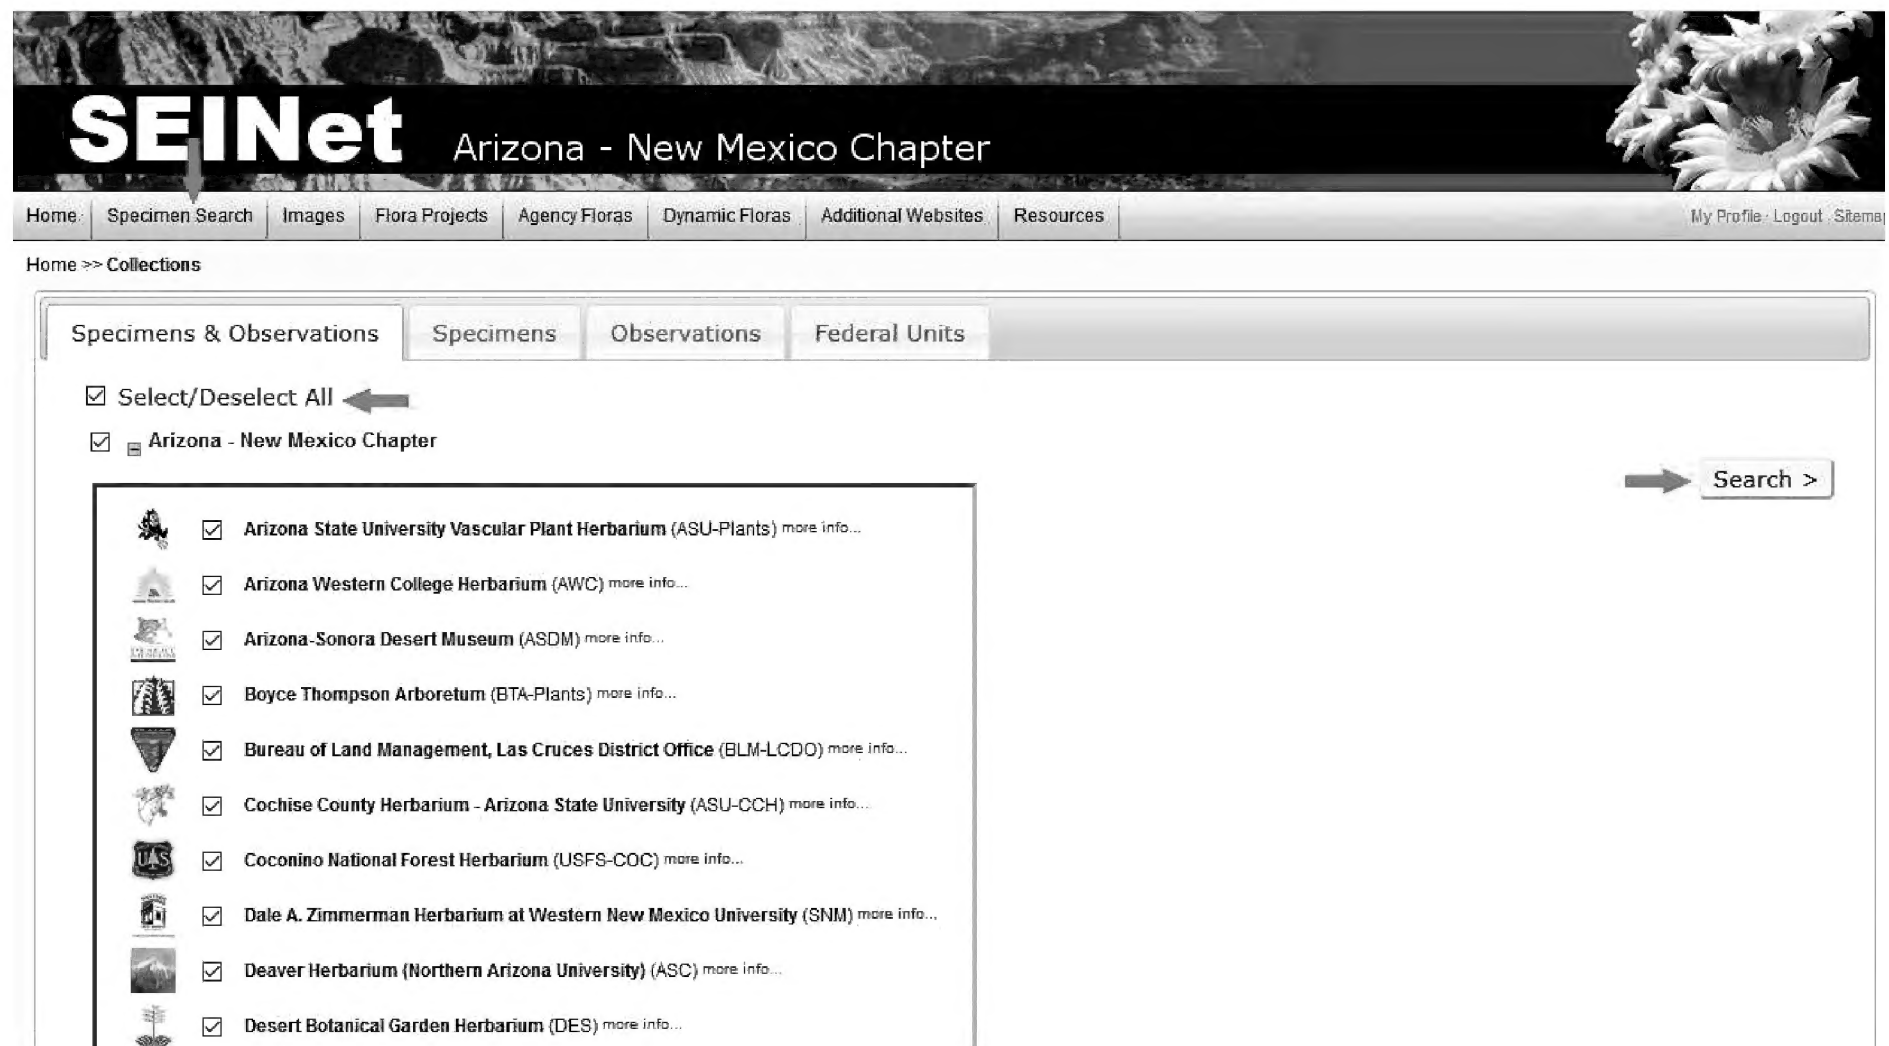 SEINet Arizona - New Mexico Chapter
Home Specimen Search Images Flora Projects Agency Floras Dynamic Floras Additional Websites Resources My Profile Logout Sitemap
Home >> Collections
Specimens & Observations Specimens Observations Federal Units
Select/Deselect All
Arizona - New Mexico Chapter
Search >
Arizona State University Vascular Plant Herbarium (ASU-Plants) more info...
Arizona Western College Herbarium (AWC) more info...
Arizona-Sonora Desert Museum (ASDM) more info...
Boyce Thompson Arboretum (BTA-Plants) more info...
Bureau of Land Management, Las Cruces District Office (BLM-LCDO) more info...
Cochise County Herbarium - Arizona State University (ASU-CCH) more info...
UAS Coconino National Forest Herbarium (USFS-COC) more info...
Dale A. Zimmerman Herbarium at Western New Mexico University (SNM) more info...
Deaver Herbarium (Northern Arizona University) (ASC) more info...
Desert Botanical Garden Herbarium (DES) more info...